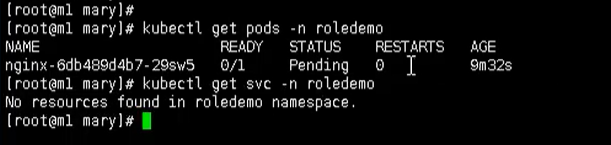 [root@ml mary]#
[root@ml mary]# kubectl get pods -n roledemo
NAME READY STATUS RESTARTS AGE
nginx-6db489d4b7-29sw5 0/1 Pending 0 9m32s
[root@ml mary]# kubectl get svc -n roledemo
No resources found in roledemo namespace.
[root@ml mary]#